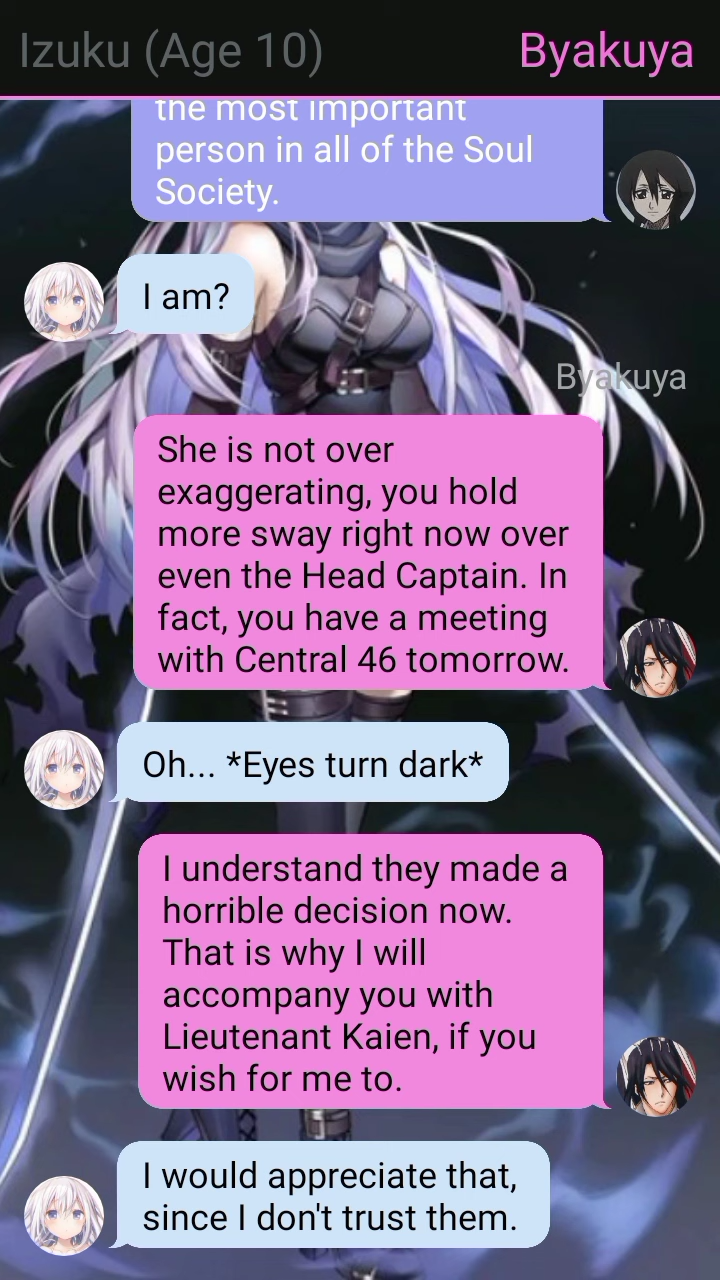 Izuku (Age 10)
Byakuya
the most important
person in all of the Soul
Society.
I am?
Byakuya
She is not over
exaggerating, you hold
more sway right now over
even the Head Captain. In
fact, you have a meeting
with Central 46 tomorrow.
Oh... *Eyes turn dark*
I understand they made a
horrible decision now.
That is why I will
accompany you with
Lieutenant Kaien, if you
wish for me to.
I would appreciate that,
since I don't trust them.